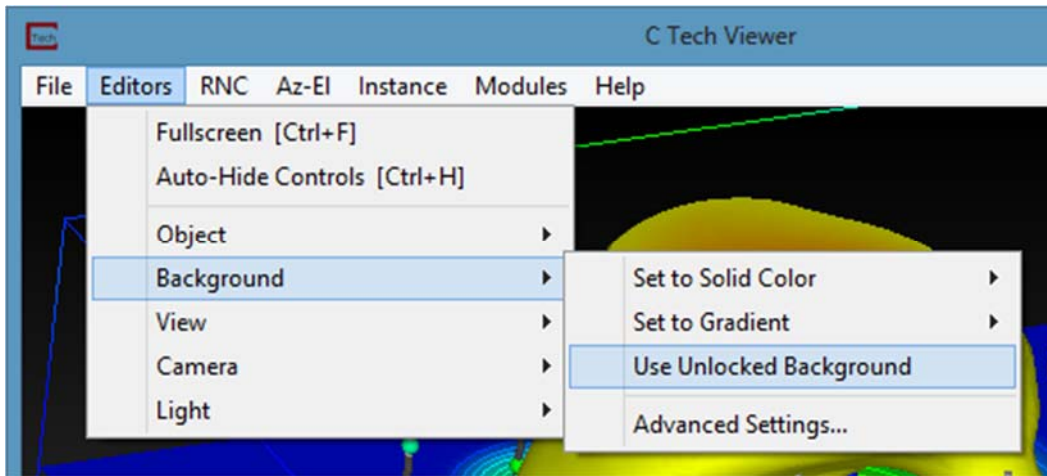 Tech
C Tech Viewer
File Editors RNC Az-El Instance Modules Help
Fullscreen [Ctrl+F]
Auto-Hide Controls [Ctrl+H]
Object
Background
View
Camera
Light
Set to Solid Color
Set to Gradient
Use Unlocked Background
Advanced Settings...